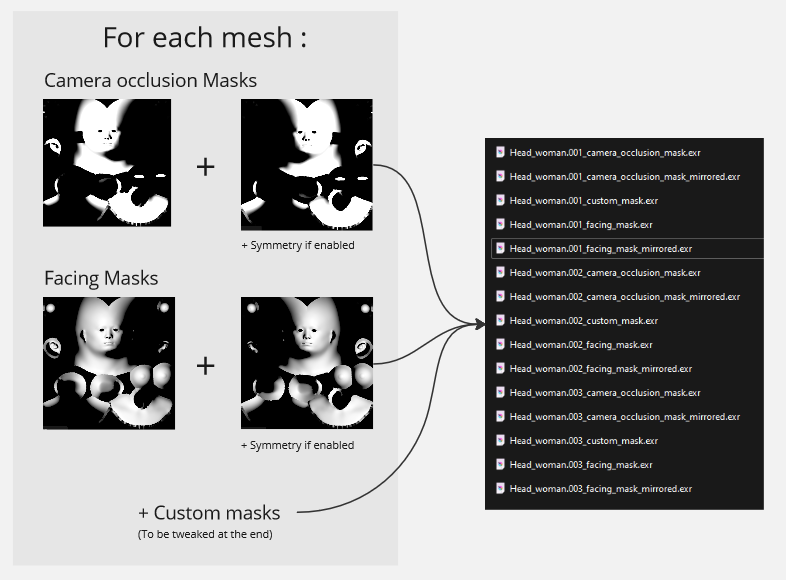 For each mesh :
Camera occlusion Masks
+
+ Symmetry if enabled
Facing Masks
+
+ Symmetry if enabled
+ Custom masks
(To be tweaked at the end)
Head_woman.001_camera_occlusion_mask.exr
Head_woman.001_camera_occlusion_mask_mirrored.exr
Head_woman.001_custom_mask.exr
Head_woman.001_facing_mask.exr
Head_woman.001_facing_mask_mirrored.exr
Head_woman.002_camera_occlusion_mask.exr
Head_woman.002_camera_occlusion_mask_mirrored.exr
Head_woman.002_custom_mask.exr
Head_woman.002_facing_mask.exr
Head_woman.002_facing_mask_mirrored.exr
Head_woman.003_camera_occlusion_mask.exr
Head_woman.003_camera_occlusion_mask_mirrored.exr
Head_woman.003_custom_mask.exr
Head_woman.003_facing_mask.exr
Head_woman.003_facing_mask_mirrored.exr